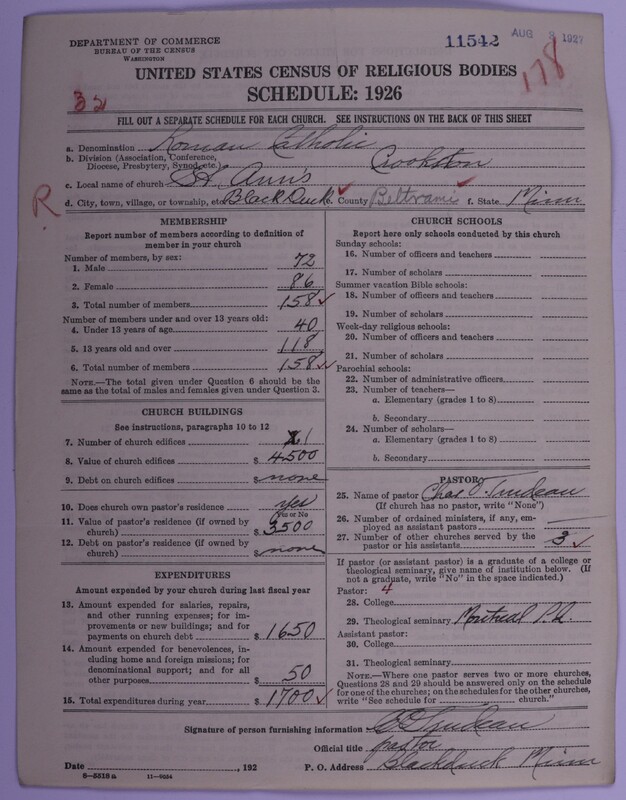 DEPARTMENT OF COMMERCE
BUREAU OF THE CENSUS
WASHINGTON
11542
AUG 8 1927
178
UNITED STATES CENSUS OF RELIGIOUS BODIES
SCHEDULE: 1926
32
FILL OUT A SEPARATE SCHEDULE FOR EACH CHURCH. SEE INSTRUCTIONS ON THE BACK OF THIS SHEET
a. Denomination Roman Catholic
b. Division (Association, Conference,
Diocese, Presbytery, Synod, etc.) Crookston
c. Local name of church St. Ann's
R
d. City, town, village, or township, etc. Black Duck e. County Beltrami f. State Minn
MEMBERSHIP
Report number of members according to definition of
member in your church
Number of members, by sex:
1. Male 72
2. Female 86
3. Total number of members 158
Number of members under and over 13 years old:
4. Under 13 years of age 40
5. 13 years old and over 118
6. Total number of members 158
NOTE.—The total given under Question 6 should be the
same as the total of males and females given under Question 3.
CHURCH BUILDINGS
See instructions, paragraphs 10 to 12
7. Number of church edifices 1
8. Value of church edifices $ 4500
9. Debt on church edifices none
10. Does church own pastor's residence yes
Yes or No
11. Value of pastor's residence (if owned by
church) $ 3500
12. Debt on pastor's residence (if owned by
church) $ none
EXPENDITURES
Amount expended by your church during last fiscal year
13. Amount expended for salaries, repairs,
and other running expenses; for im-
provements or new buildings; and for
payments on church debt $ 1650
14. Amount expended for benevolences, in-
cluding home and foreign missions; for
denominational support; and for all
other purposes $ 50
15. Total expenditures during year $ 1700
CHURCH SCHOOLS
Report here only schools conducted by this church
Sunday schools:
16. Number of officers and teachers
17. Number of scholars
Summer vacation Bible schools:
18. Number of officers and teachers
19. Number of scholars
Week-day religious schools:
20. Number of officers and teachers
21. Number of scholars
Parochial schools:
22. Number of administrative officers
23. Number of teachers—
a. Elementary (grades 1 to 8)
b. Secondary
24. Number of scholars—
a. Elementary (grades 1 to 8)
b. Secondary
PASTOR
25. Name of pastor Chas O. Trudeau
(If church has no pastor, write "None")
26. Number of ordained ministers, if any, em-
ployed as assistant pastors
27. Number of other churches served by the
pastor or his assistants 3
If pastor (or assistant pastor) is a graduate of a college or
theological seminary, give name of institution below. (If
not a graduate, write "No" in the space indicated.)
Pastor: 4
28. College
29. Theological seminary Montreal P.Q.
Assistant pastor:
30. College
31. Theological seminary
NOTE.—Where one pastor serves two or more churches,
Questions 28 and 29 should be answered only on the schedule
for one of the churches; on the schedules for the other churches,
write "See schedule for church."
Signature of person furnishing information C O Trudeau
Official title pastor
Date , 192 P. O. Address Blackduck Minn
8—5518a 11—9054